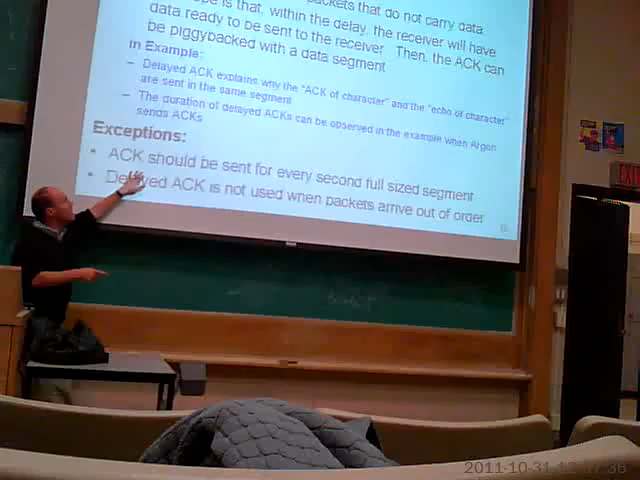 packets that do not carry data
is that, within the delay, the receiver will have
data ready to be sent to the receiver. Then, the ACK can
be piggybacked with a data segment
In Example:
– Delayed ACK explains why the "ACK of character" and the "echo of character"
are sent in the same segment
– The duration of delayed ACKs can be observed in the example when Argon
sends ACKs
Exceptions:
• ACK should be sent for every second full sized segment
• Delayed ACK is not used when packets arrive out of order
2011-10-31